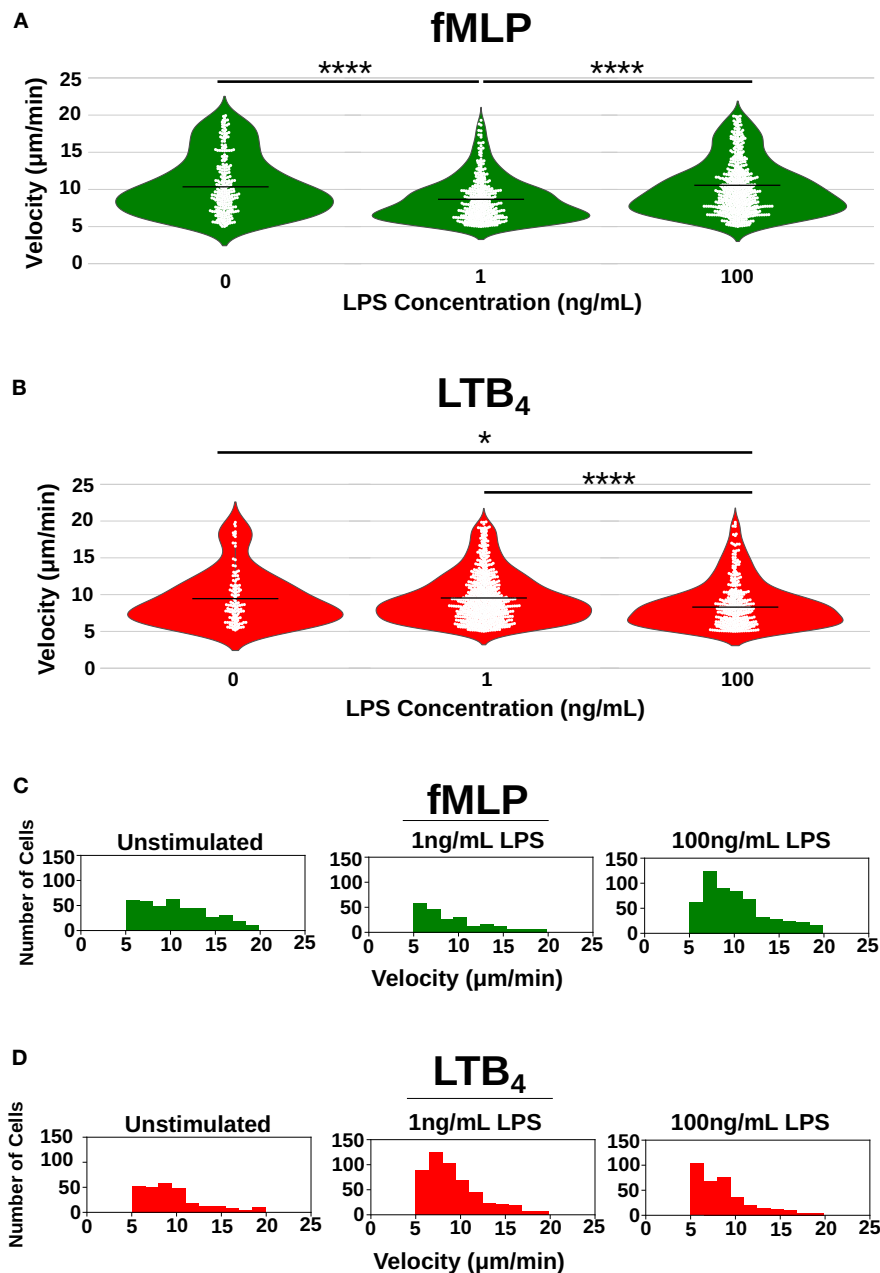 A
fMLP
**** ****
25
20
15
10
5
0
Velocity (µm/min)
0 1 100
LPS Concentration (ng/mL)
B
LTB₄
*
****
25
20
15
10
5
0
Velocity (µm/min)
0 1 100
LPS Concentration (ng/mL)
C
fMLP
Unstimulated 1ng/mL LPS 100ng/mL LPS
Number of Cells
150 150 150
100 100 100
50 50 50
0 0 0
0 5 10 15 20 25 0 5 10 15 20 25 0 5 10 15 20 25
Velocity (µm/min)
D
LTB₄
Unstimulated 1ng/mL LPS 100ng/mL LPS
Number of Cells
150 150 150
100 100 100
50 50 50
0 0 0
0 5 10 15 20 25 0 5 10 15 20 25 0 5 10 15 20 25
Velocity (µm/min)